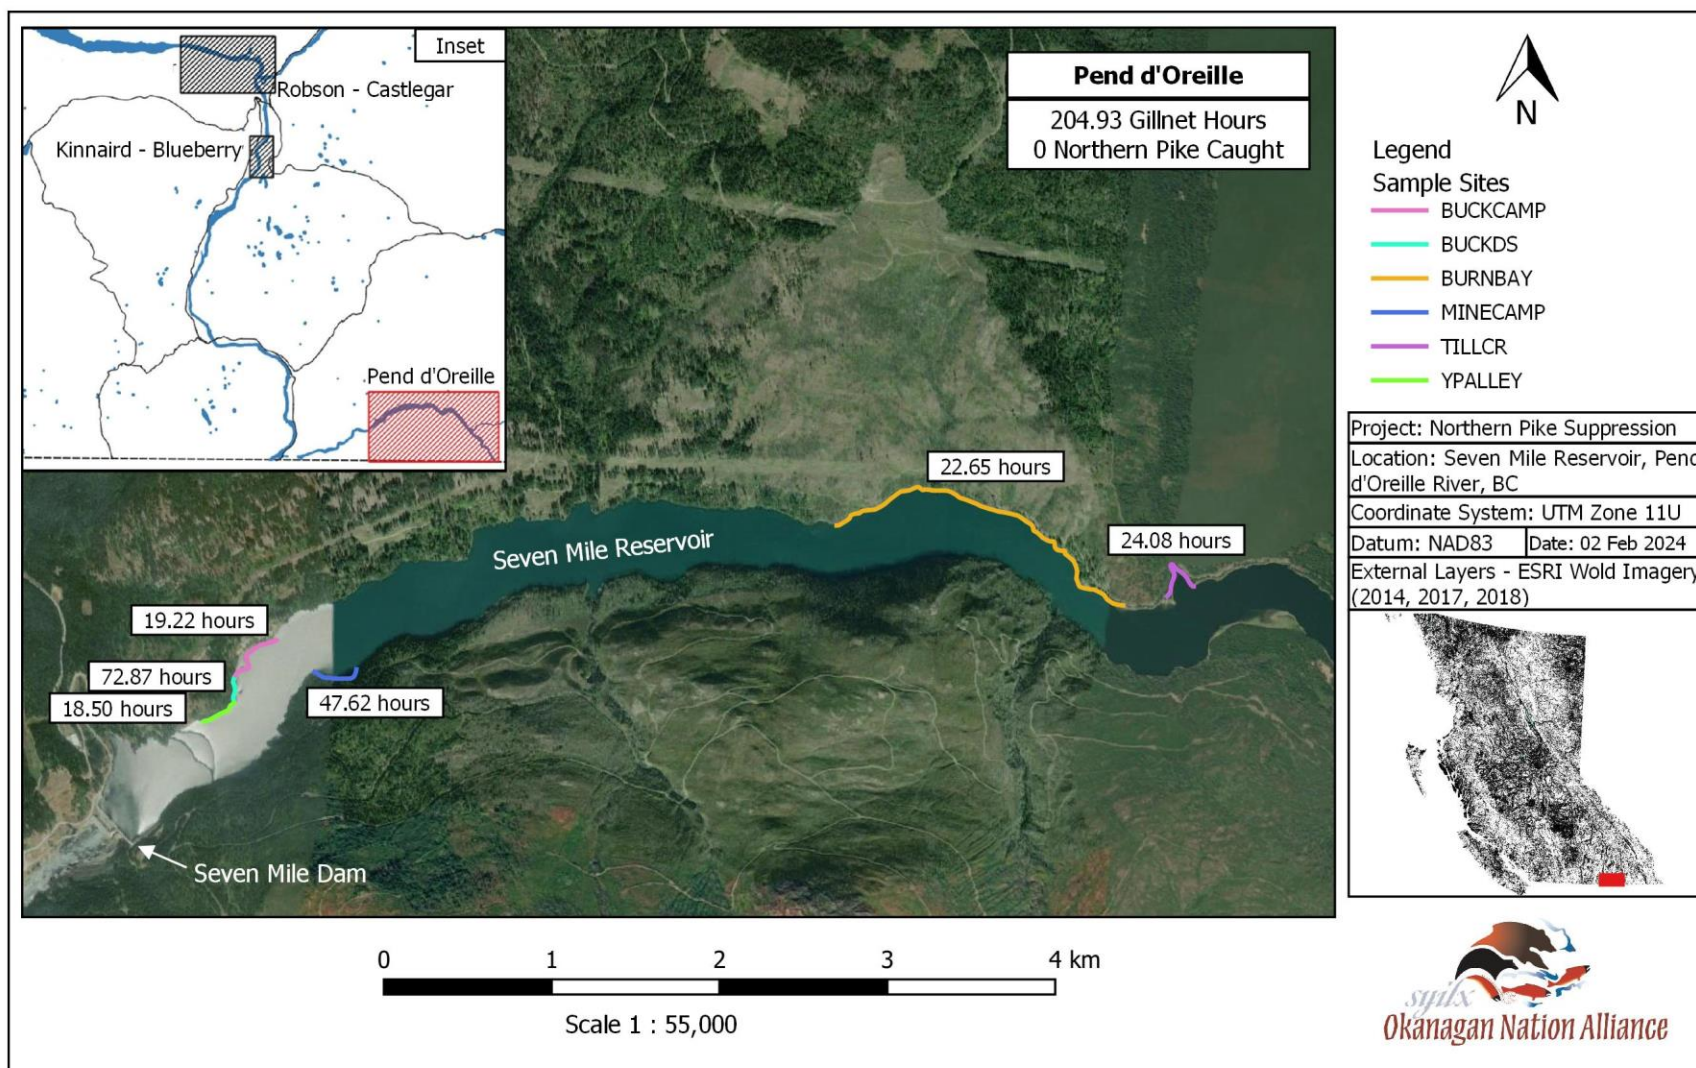 Inset
Robson - Castlegar
Kinnaird - Blueberry
Pend d'Oreille
Pend d'Oreille
204.93 Gillnet Hours
0 Northern Pike Caught
22.65 hours
24.08 hours
Seven Mile Reservoir
19.22 hours
72.87 hours
18.50 hours
47.62 hours
Seven Mile Dam
0 1 2 3 4 km
Scale 1 : 55,000
N
Legend
Sample Sites
BUCKCAMP
BUCKDS
BURNBAY
MINECAMP
TILLCR
YPALLEY
Project: Northern Pike Suppression
Location: Seven Mile Reservoir, Pend
d'Oreille River, BC
Coordinate System: UTM Zone 11U
Datum: NAD83 Date: 02 Feb 2024
External Layers - ESRI Wold Imagery
(2014, 2017, 2018)
syilx
Okanagan Nation Alliance